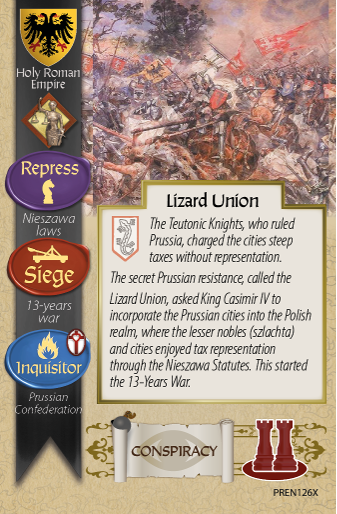 Holy Roman
Empire
Repress
Nieszawa
laws
Siege
13-years
war
Inquisitor
Prussian
Confederation
Lizard Union
The Teutonic Knights, who ruled
Prussia, charged the cities steep
taxes without representation.
The secret Prussian resistance, called the
Lizard Union, asked King Casimir IV to
incorporate the Prussian cities into the Polish
realm, where the lesser nobles (szlachta)
and cities enjoyed tax representation
through the Nieszawa Statutes. This started
the 13-Years War.
CONSPIRACY
PREN126X